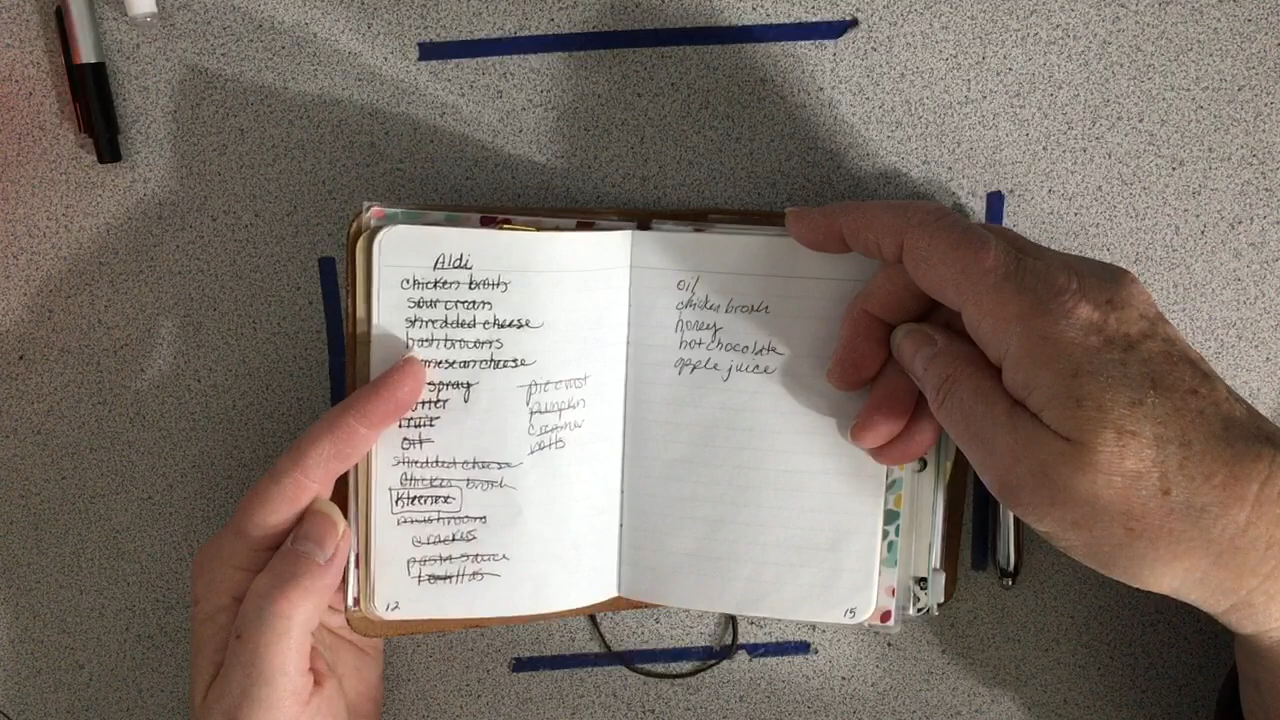 Aldi
chicken broth
sour cream
shredded cheese
hash browns
mesean cheese
spray
butter
fruit
oil
shredded cheese
chicken broth
Kleenex
mushrooms
crackers
pasta sauce
tortillas
pie crust
pumpkin
creamer
rolls
12
oil
chicken broth
honey
hot chocolate
apple juice
15